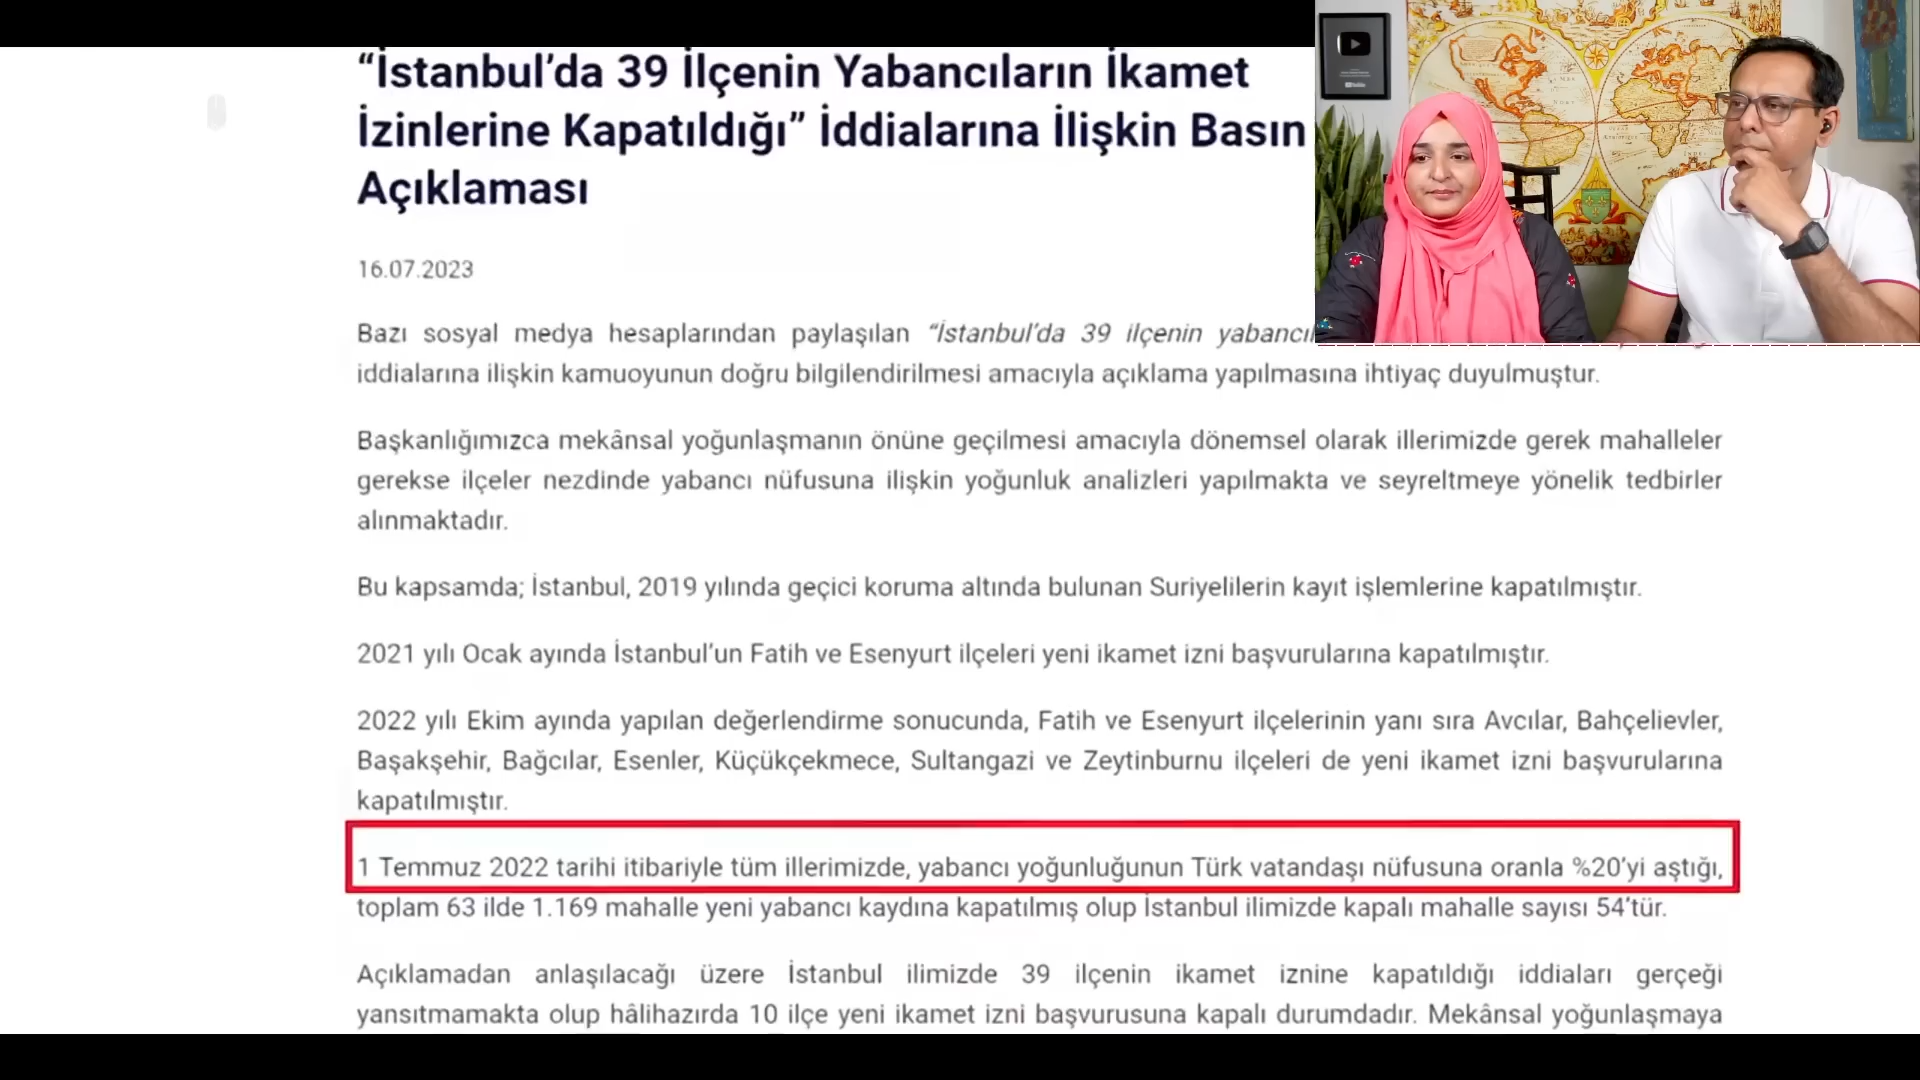 “İstanbul’da 39 İlçenin Yabancıların İkamet
İzinlerine Kapatıldığı” İddialarına İlişkin Basın
Açıklaması
16.07.2023
Bazı sosyal medya hesaplarından paylaşılan “İstanbul’da 39 ilçenin
iddialarına ilişkin kamuoyunun doğru bilgilendirilmesi amacıyla açıklama yapılmasına ihtiyaç duyulmuştur.
Başkanlığımızca mekânsal yoğunlaşmanın önüne geçilmesi amacıyla dönemsel olarak illerimizde gerek mahalleler
gerekse ilçeler nezdinde yabancı nüfusuna ilişkin yoğunluk analizleri yapılmakta ve seyreltmeye yönelik tedbirler
alınmaktadır.
Bu kapsamda; İstanbul, 2019 yılında geçici koruma altında bulunan Suriyelilerin kayıt işlemlerine kapatılmıştır.
2021 yılı Ocak ayında İstanbul’un Fatih ve Esenyurt ilçeleri yeni ikamet izni başvurularına kapatılmıştır.
2022 yılı Ekim ayında yapılan değerlendirme sonucunda, Fatih ve Esenyurt ilçelerinin yanı sıra Avcılar, Bahçelievler,
Başakşehir, Bağcılar, Esenler, Küçükçekmece, Sultangazi ve Zeytinburnu ilçeleri de yeni ikamet izni başvurularına
kapatılmıştır.
1 Temmuz 2022 tarihi itibariyle tüm illerimizde, yabancı yoğunluğunun Türk vatandaşı nüfusuna oranla %20’yi aştığı,
toplam 63 ilde 1.169 mahalle yeni yabancı kaydına kapatılmış olup İstanbul ilimizde kapalı mahalle sayısı 54’tür.
Açıklamadan anlaşılacağı üzere İstanbul ilimizde 39 ilçenin ikamet iznine kapatıldığı iddiaları gerçeği
yansıtmamakta olup hâlihazırda 10 ilçe yeni ikamet izni başvurusuna kapalı durumdadır. Mekânsal yoğunlaşmaya